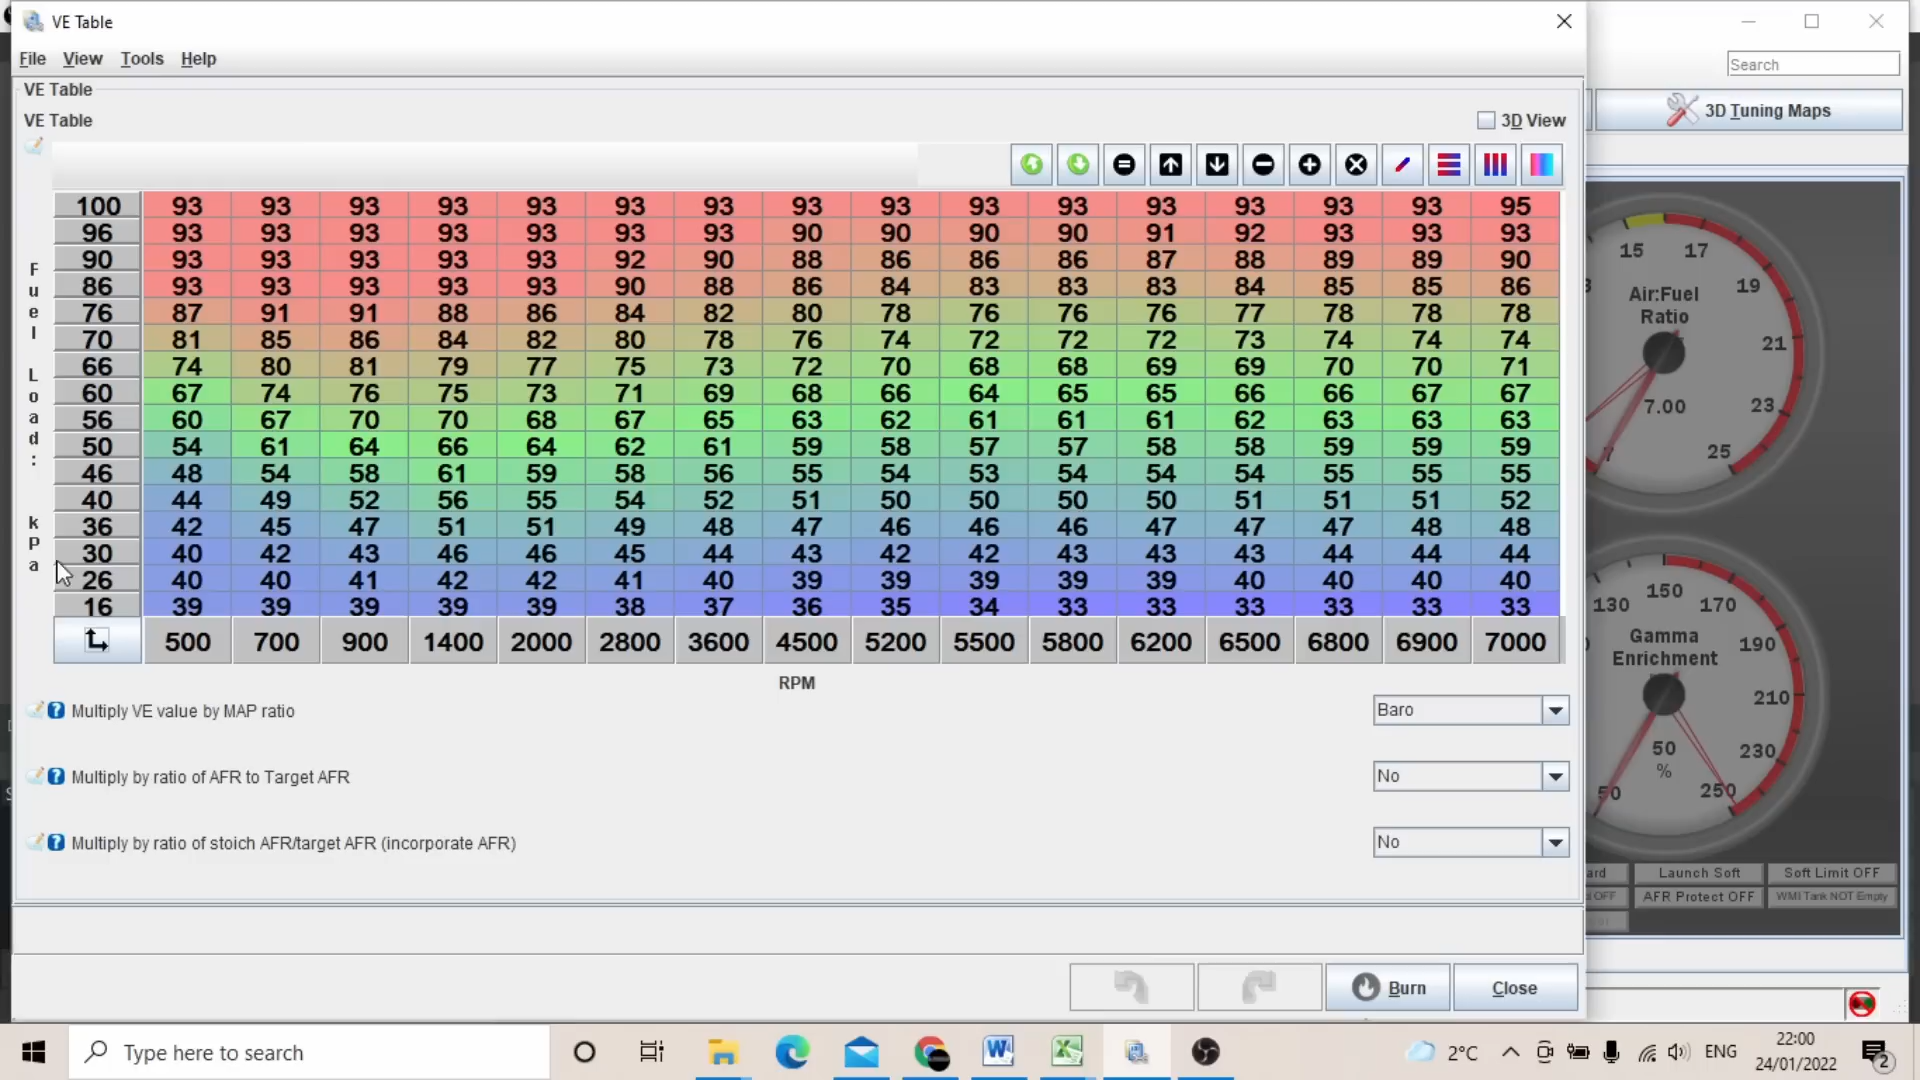 VE Table
File View Tools Help
VE Table
VE Table
3D View
Fuel Load: kPa
100 93 93 93 93 93 93 93 93 93 93 93 93 93 93 93 95
96 93 93 93 93 93 93 93 90 90 90 90 91 92 93 93 93
90 93 93 93 93 93 92 90 88 86 86 86 87 88 89 89 90
86 93 93 93 93 93 90 88 86 84 83 83 83 84 85 85 86
76 87 91 91 88 86 84 82 80 78 76 76 76 77 78 78 78
70 81 85 86 84 82 80 78 76 74 72 72 72 73 74 74 74
66 74 80 81 79 77 75 73 72 70 68 68 69 69 70 70 71
60 67 74 76 75 73 71 69 68 66 64 65 65 66 66 67 67
56 60 67 70 70 68 67 65 63 62 61 61 61 62 63 63 63
50 54 61 64 66 64 62 61 59 58 57 57 58 58 59 59 59
46 48 54 58 61 59 58 56 55 54 53 54 54 54 55 55 55
40 44 49 52 56 55 54 52 51 50 50 50 50 51 51 51 52
36 42 45 47 51 51 49 48 47 46 46 46 47 47 47 48 48
30 40 42 43 46 46 45 44 43 42 42 43 43 43 44 44 44
26 40 40 41 42 42 41 40 39 39 39 39 39 40 40 40 40
16 39 39 39 39 39 38 37 36 35 34 33 33 33 33 33 33
500 700 900 1400 2000 2800 3600 4500 5200 5500 5800 6200 6500 6800 6900 7000
RPM
Multiply VE value by MAP ratio
Baro
Multiply by ratio of AFR to Target AFR
No
Multiply by ratio of stoich AFR/target AFR (incorporate AFR)
No
Burn Close
Search
3D Tuning Maps
15 17
19
Air:Fuel
Ratio
21
7.00 23
25
7
150
130 170
Gamma
Enrichment 190
210
50
%
230
50 250
ard Launch Soft Soft Limit OFF
OFF AFR Protect OFF WMI Tank NOT Empty
Type here to search
2°C ENG
22:00
24/01/2022
2